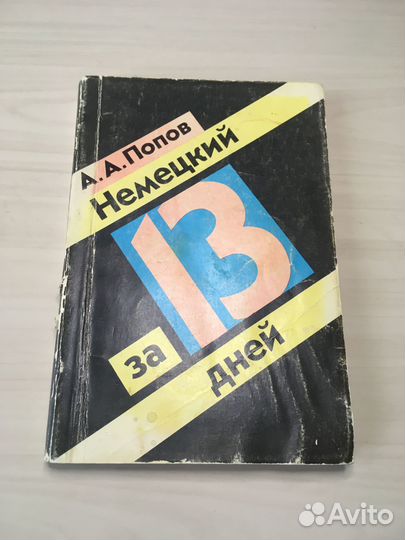 А.А.Попов
Немецкий
13
за
дней
Avito